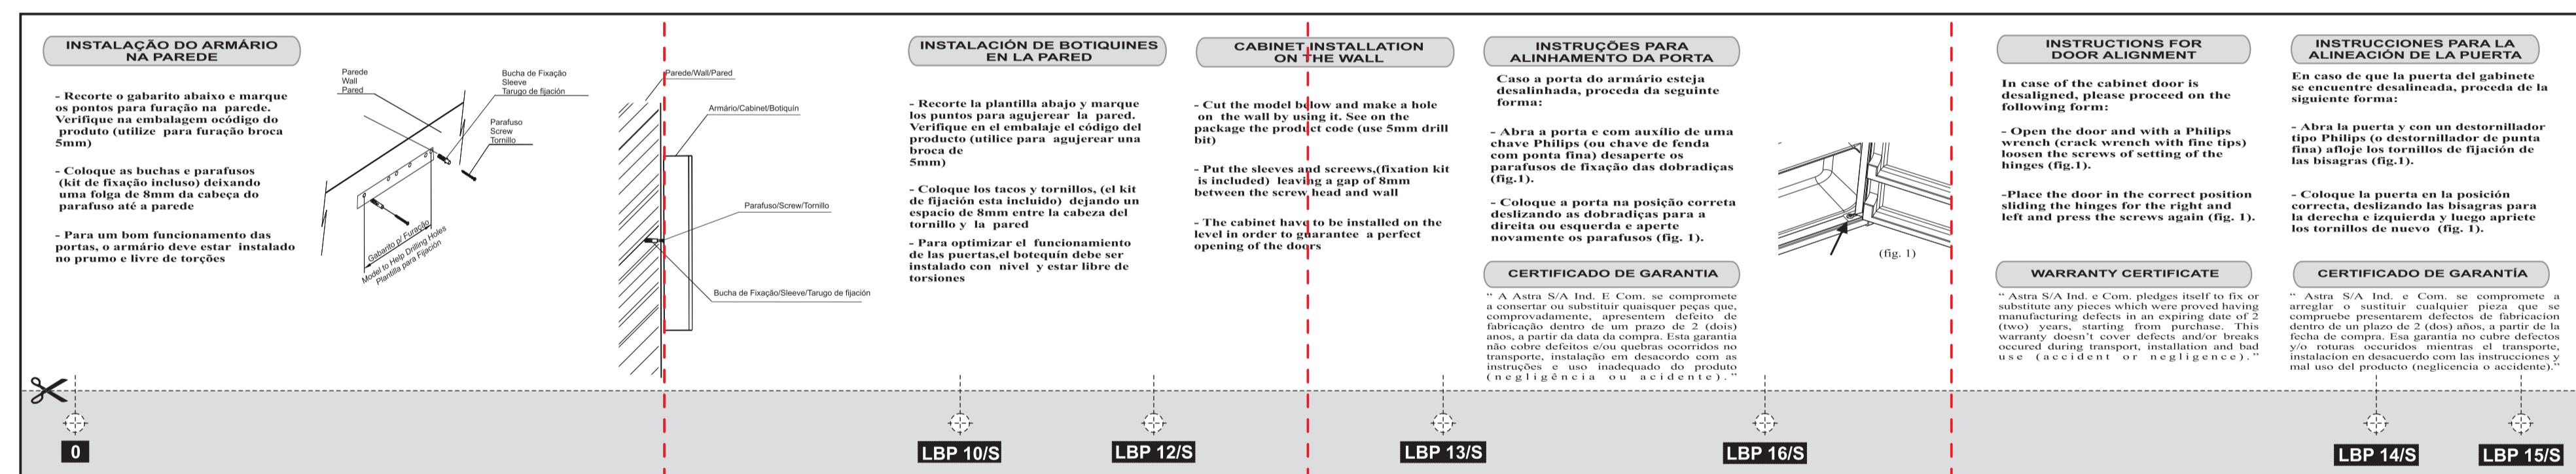 INSTALAÇÃO DO ARMÁRIO
NA PAREDE
- Recorte o gabarito abaixo e marque
os pontos para furação na parede.
Verifique na embalagem ocódigo do
produto (utilize para furação broca
5mm)
- Coloque as buchas e parafusos
(kit de fixação incluso) deixando
uma folga de 8mm da cabeça do
parafuso até a parede
- Para um bom funcionamento das
portas, o armário deve estar instalado
no prumo e livre de torções
Parede
Wall
Pared
Bucha de Fixação
Sleeve
Tarugo de fijación
Parafuso
Screw
Tornillo
Gabarito p/ Furação
Model to Help Drilling Holes
Plantilla para Fijación
Parede/Wall/Pared
Armário/Cabinet/Botiquín
Parafuso/Screw/Tornillo
Bucha de Fixação/Sleeve/Tarugo de fijación
INSTALACIÓN DE BOTIQUINES
EN LA PARED
- Recorte la plantilla abajo y marque
los puntos para agujerear la pared.
Verifique en el embalaje el código del
producto (utilice para agujerear una
broca de
5mm)
- Coloque los tacos y tornillos, (el kit
de fijación esta incluido) dejando un
espacio de 8mm entre la cabeza del
tornillo y la pared
- Para optimizar el funcionamiento
de las puertas,el botequín debe ser
instalado con nivel y estar libre de
torsiones
CABINET INSTALLATION
ON THE WALL
- Cut the model below and make a hole
on the wall by using it. See on the
package the product code (use 5mm drill
bit)
- Put the sleeves and screews,(fixation kit
is included) leaving a gap of 8mm
between the screw head and wall
- The cabinet have to be installed on the
level in order to guarantee a perfect
opening of the doors
INSTRUÇÕES PARA
ALINHAMENTO DA PORTA
Caso a porta do armário esteja
desalinhada, proceda da seguinte
forma:
- Abra a porta e com auxílio de uma
chave Philips (ou chave de fenda
com ponta fina) desaperte os
parafusos de fixação das dobradiças
(fig.1).
- Coloque a porta na posição correta
deslizando as dobradiças para a
direita ou esquerda e aperte
novamente os parafusos (fig. 1).
CERTIFICADO DE GARANTIA
“ A Astra S/A Ind. E Com. se compromete
a consertar ou substituir quaisquer peças que,
comprovadamente, apresentem defeito de
fabricação dentro de um prazo de 2 (dois)
anos, a partir da data da compra. Esta garantia
não cobre defeitos e/ou quebras ocorridos no
transporte, instalação em desacordo com as
instruções e uso inadequado do produto
(negligência ou acidente).”
(fig. 1)
INSTRUCTIONS FOR
DOOR ALIGNMENT
In case of the cabinet door is
desaligned, please proceed on the
following form:
- Open the door and with a Philips
wrench (crack wrench with fine tips)
loosen the screws of setting of the
hinges (fig.1).
-Place the door in the correct position
sliding the hinges for the right and
left and press the screws again (fig. 1).
WARRANTY CERTIFICATE
“ Astra S/A Ind. e Com. pledges itself to fix or
substitute any pieces which were proved having
manufacturing defects in an expiring date of 2
(two) years, starting from purchase. This
warranty doesn’t cover defects and/or breaks
occured during transport, installation and bad
use (accident or negligence).”
INSTRUCCIONES PARA LA
ALINEACIÓN DE LA PUERTA
En caso de que la puerta del gabinete
se encuentre desalineada, proceda de la
siguiente forma:
- Abra la puerta y con un destornillador
tipo Philips (o destornillador de punta
fina) afloje los tornillos de fijación de
las bisagras (fig.1).
- Coloque la puerta en la posición
correcta, deslizando las bisagras para
la derecha e izquierda y luego apriete
los tornillos de nuevo (fig. 1).
CERTIFICADO DE GARANTÍA
“ Astra S/A Ind. e Com. se compromete a
arreglar o sustituir cualquier pieza que se
compruebe presentarem defectos de fabricacíon
dentro de un plazo de 2 (dos) años, a partir de la
fecha de compra. Esa garantia no cubre defectos
y/o roturas occuridos mientras el transporte,
instalacíon en desacuerdo com las instrucciones y
mal uso del producto (neglicencia o accidente).”
0
LBP 10/S
LBP 12/S
LBP 13/S
LBP 16/S
LBP 14/S
LBP 15/S